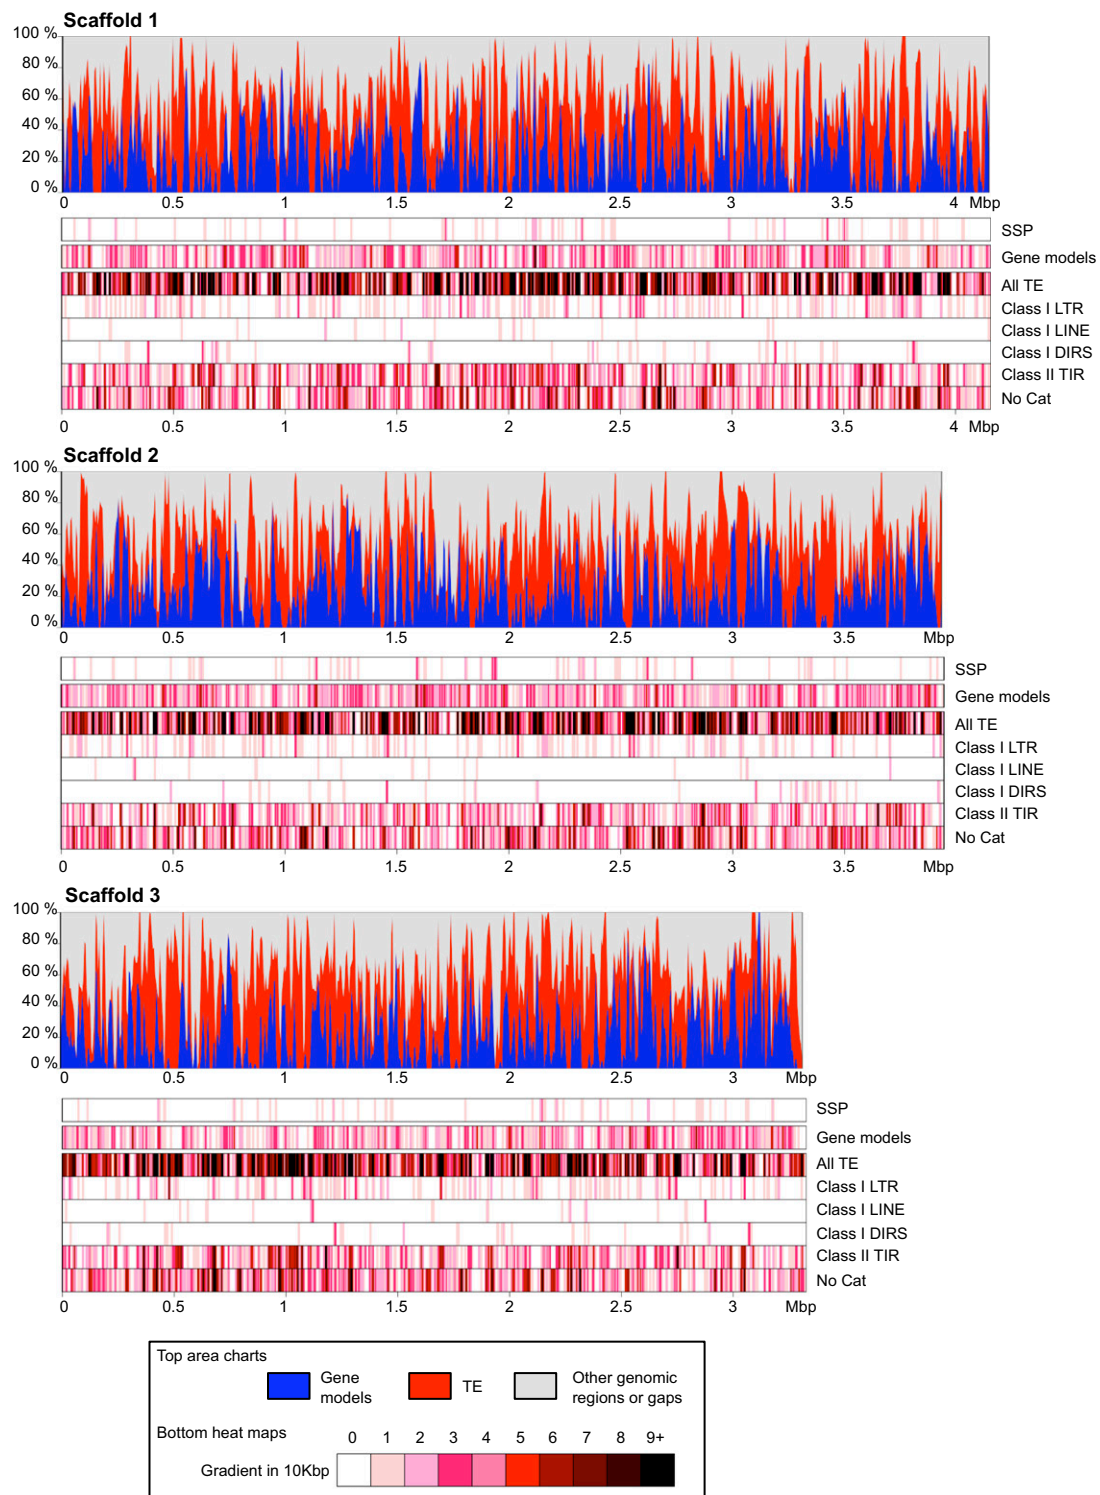 Scaffold 1
100 %
80 %
60 %
40 %
20 %
0 %
0 0.5 1 1.5 2 2.5 3 3.5 4 Mbp
SSP
Gene models
All TE
Class I LTR
Class I LINE
Class I DIRS
Class II TIR
No Cat
0 0.5 1 1.5 2 2.5 3 3.5 4 Mbp
Scaffold 2
100 %
80 %
60 %
40 %
20 %
0 %
0 0.5 1 1.5 2 2.5 3 3.5 Mbp
SSP
Gene models
All TE
Class I LTR
Class I LINE
Class I DIRS
Class II TIR
No Cat
0 0.5 1 1.5 2 2.5 3 3.5 Mbp
Scaffold 3
100 %
80 %
60 %
40 %
20 %
0 %
0 0.5 1 1.5 2 2.5 3 Mbp
SSP
Gene models
All TE
Class I LTR
Class I LINE
Class I DIRS
Class II TIR
No Cat
0 0.5 1 1.5 2 2.5 3 Mbp
Top area charts
Gene models
TE
Other genomic regions or gaps
Bottom heat maps 0 1 2 3 4 5 6 7 8 9+
Gradient in 10Kbp